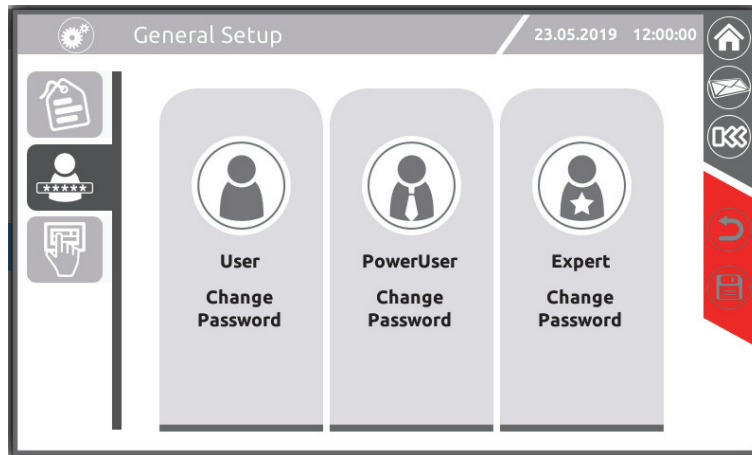 General Setup
23.05.2019 12:00:00
*****
User
Change
Password
PowerUser
Change
Password
Expert
Change
Password